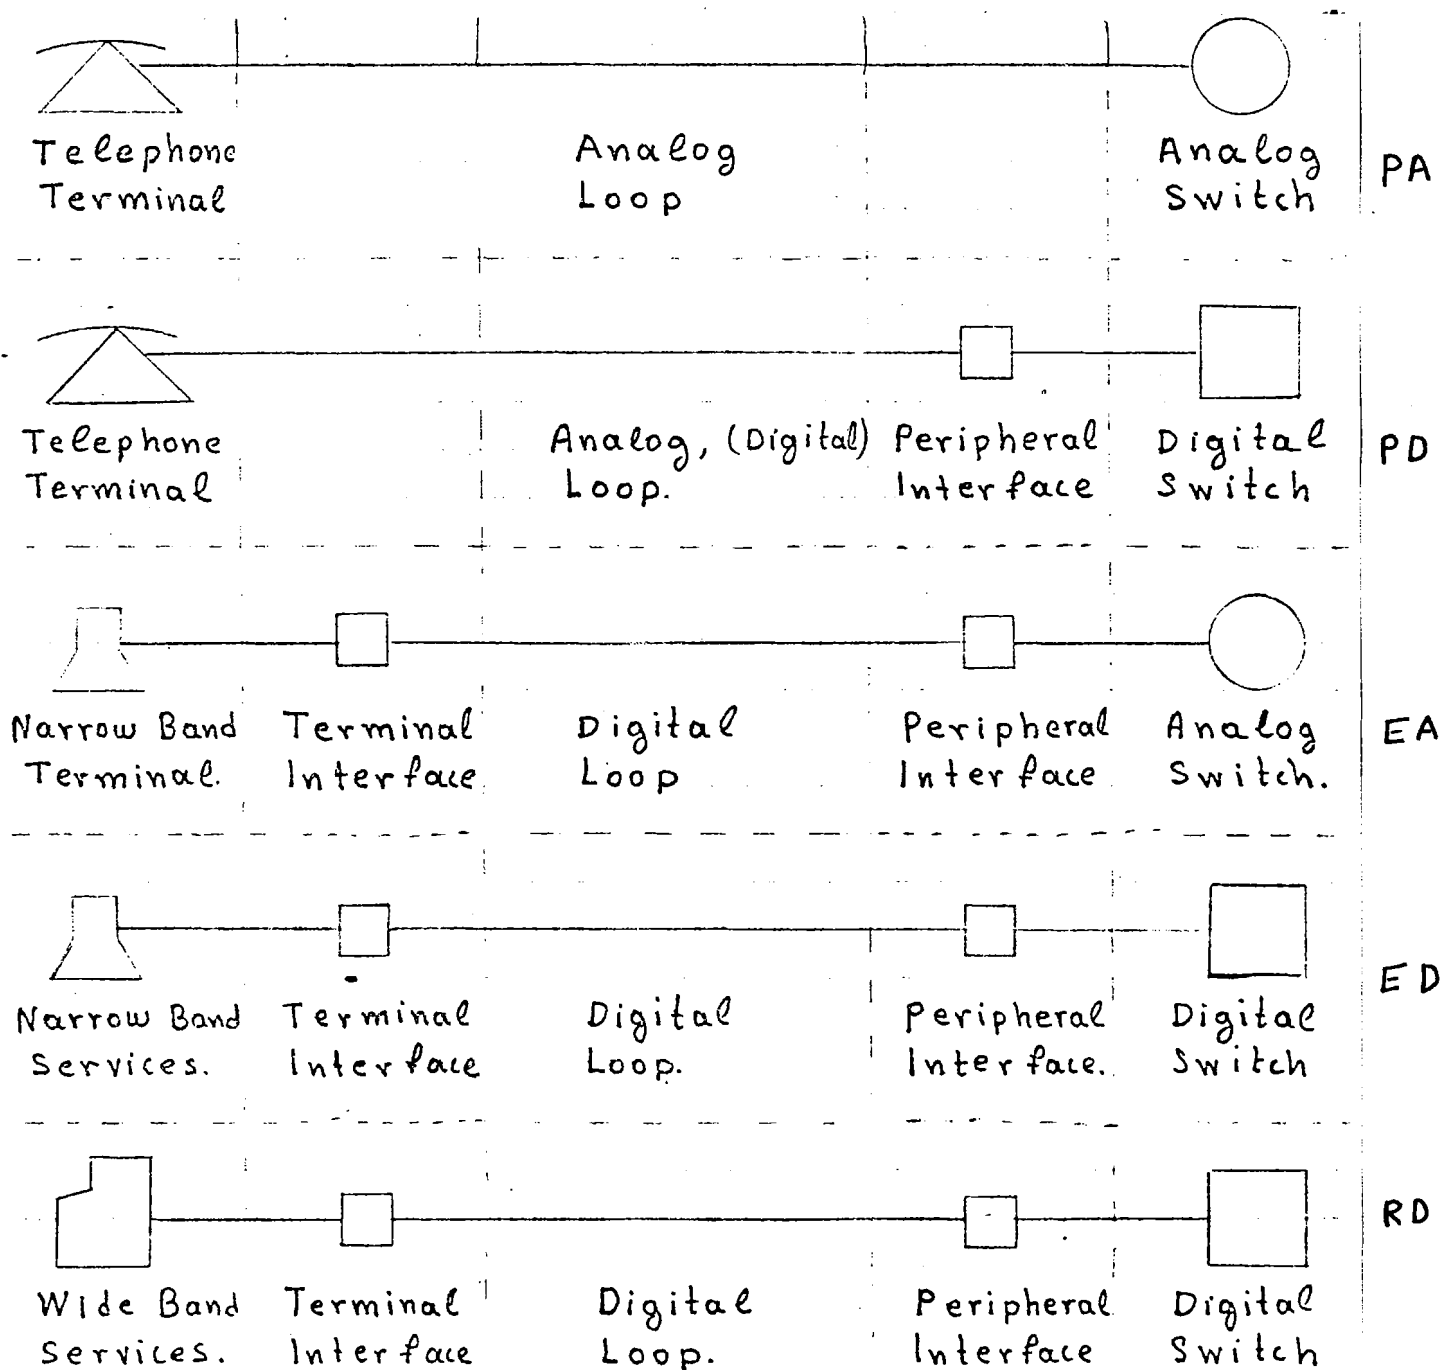 Telephone Analog Analog
Terminal Loop Switch PA
Telephone Analog, (Digital) Peripheral Digital
Terminal Loop. Interface Switch PD
Narrow Band Terminal Digital Peripheral Analog EA
Terminal. Interface Loop Interface Switch.
Narrow Band Terminal Digital Peripheral Digital ED
Services. Interface Loop. Interface. Switch
RD
Wide Band Terminal Digital Peripheral Digital
Services. Interface Loop. Interface Switch